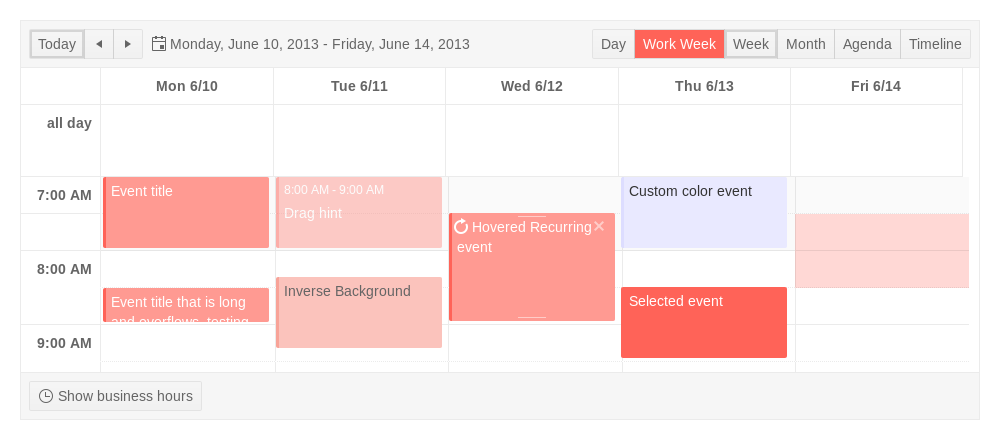 Today Monday, June 10, 2013 - Friday, June 14, 2013 Day Work Week Week Month Agenda Timeline
Mon 6/10 Tue 6/11 Wed 6/12 Thu 6/13 Fri 6/14
all day
7:00 AM
8:00 AM
9:00 AM
Event title
Event title that is long
and overflows, testing
8:00 AM - 9:00 AM
Drag hint
Inverse Background
Hovered Recurring
event
Custom color event
Selected event
Show business hours